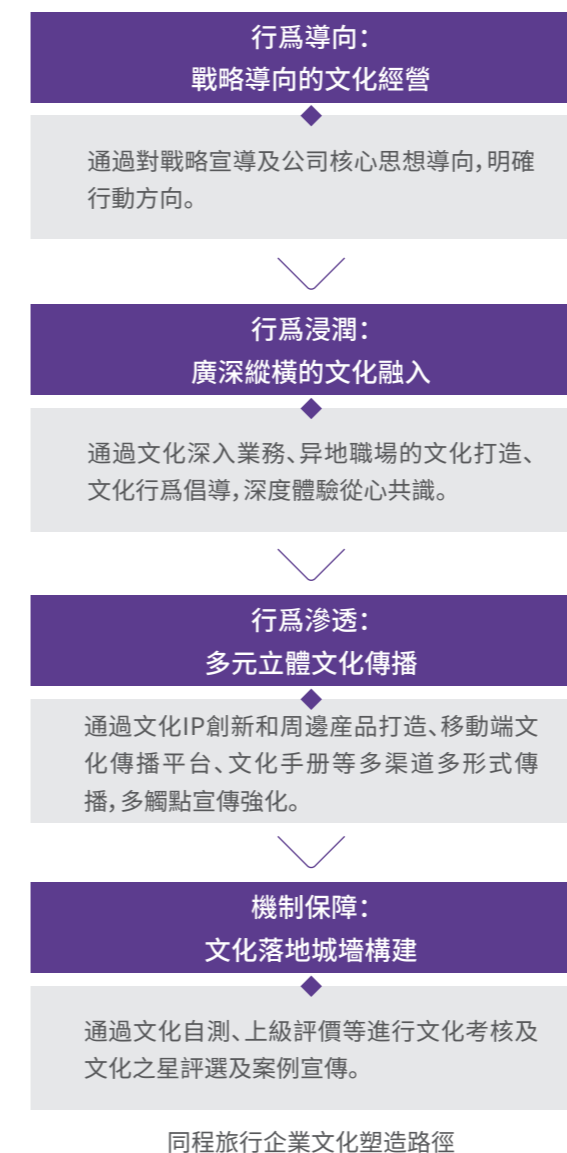 行爲導向：
戰略導向的文化經營
通過對戰略宣導及公司核心思想導向，明確
行動方向。
行爲浸潤：
廣深縱橫的文化融入
通過文化深入業務、异地職場的文化打造、
文化行爲倡導，深度體驗從心共識。
行爲滲透：
多元立體文化傳播
通過文化IP創新和周邊産品打造、移動端文
化傳播平台、文化手册等多渠道多形式傳
播，多觸點宣傳強化。
機制保障：
文化落地城墻構建
通過文化自測、上級評價等進行文化考核及
文化之星評選及案例宣傳。
同程旅行企業文化塑造路徑